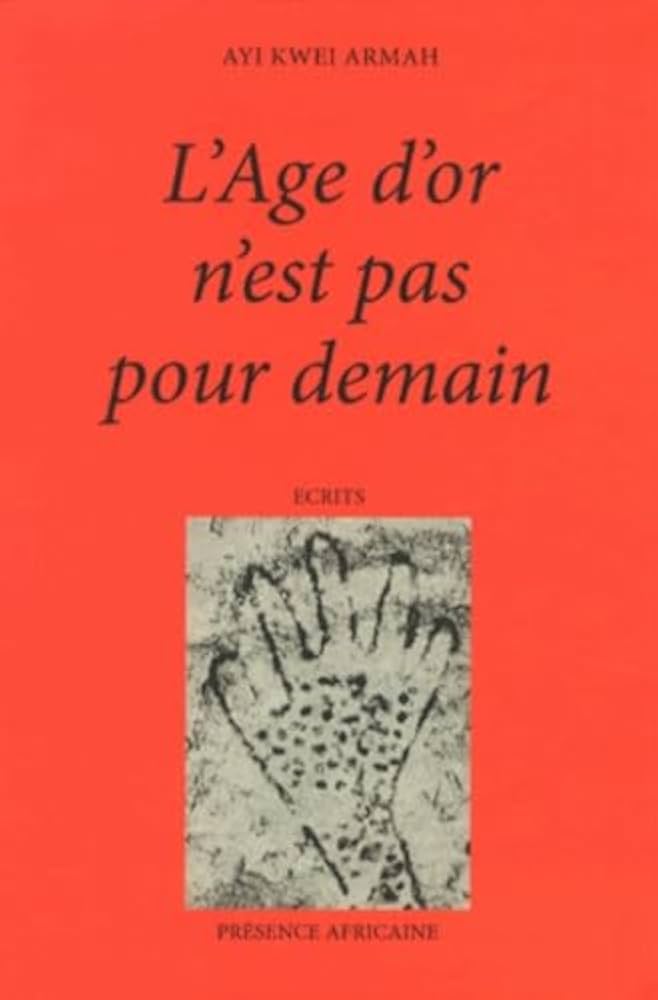 AYI KWEI ARMAH
L'Age d'or
n'est pas
pour demain
ECRITS
PRÉSENCE AFRICAINE